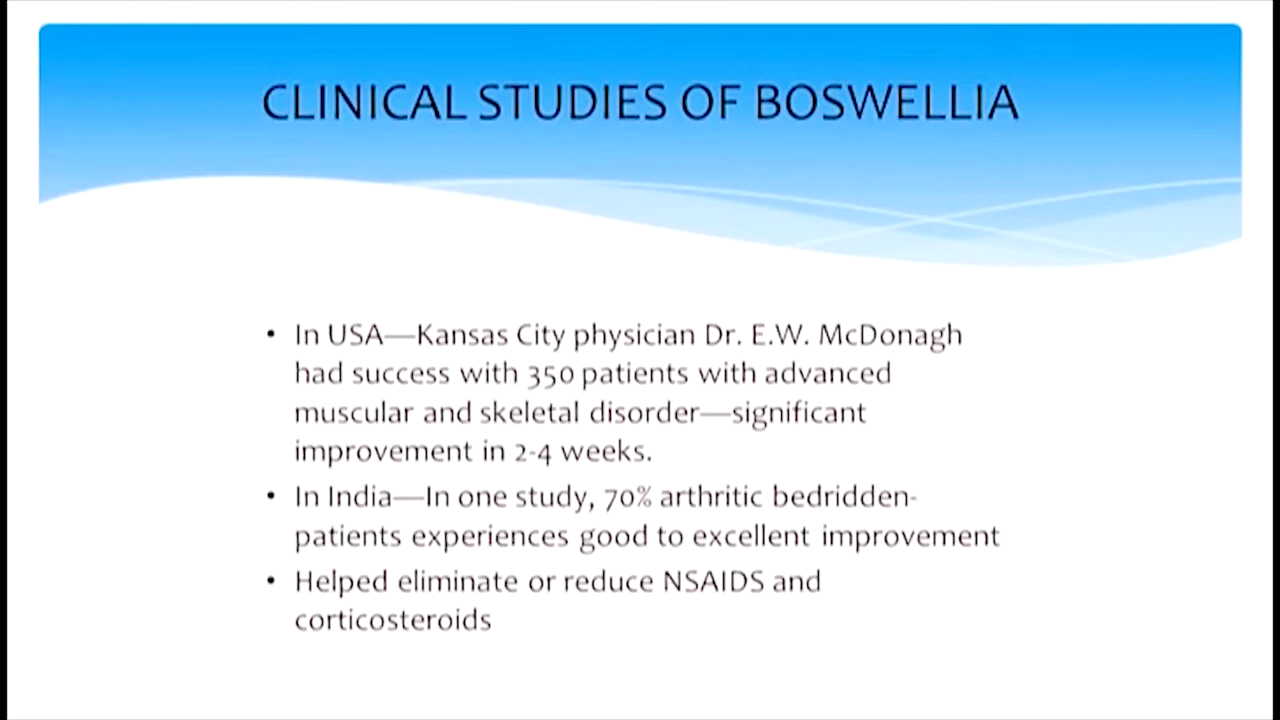 CLINICAL STUDIES OF BOSWELLIA
• In USA—Kansas City physician Dr. E.W. McDonagh
had success with 350 patients with advanced
muscular and skeletal disorder—significant
improvement in 2-4 weeks.
• In India—In one study, 70% arthritic bedridden-
patients experiences good to excellent improvement
• Helped eliminate or reduce NSAIDS and
corticosteroids